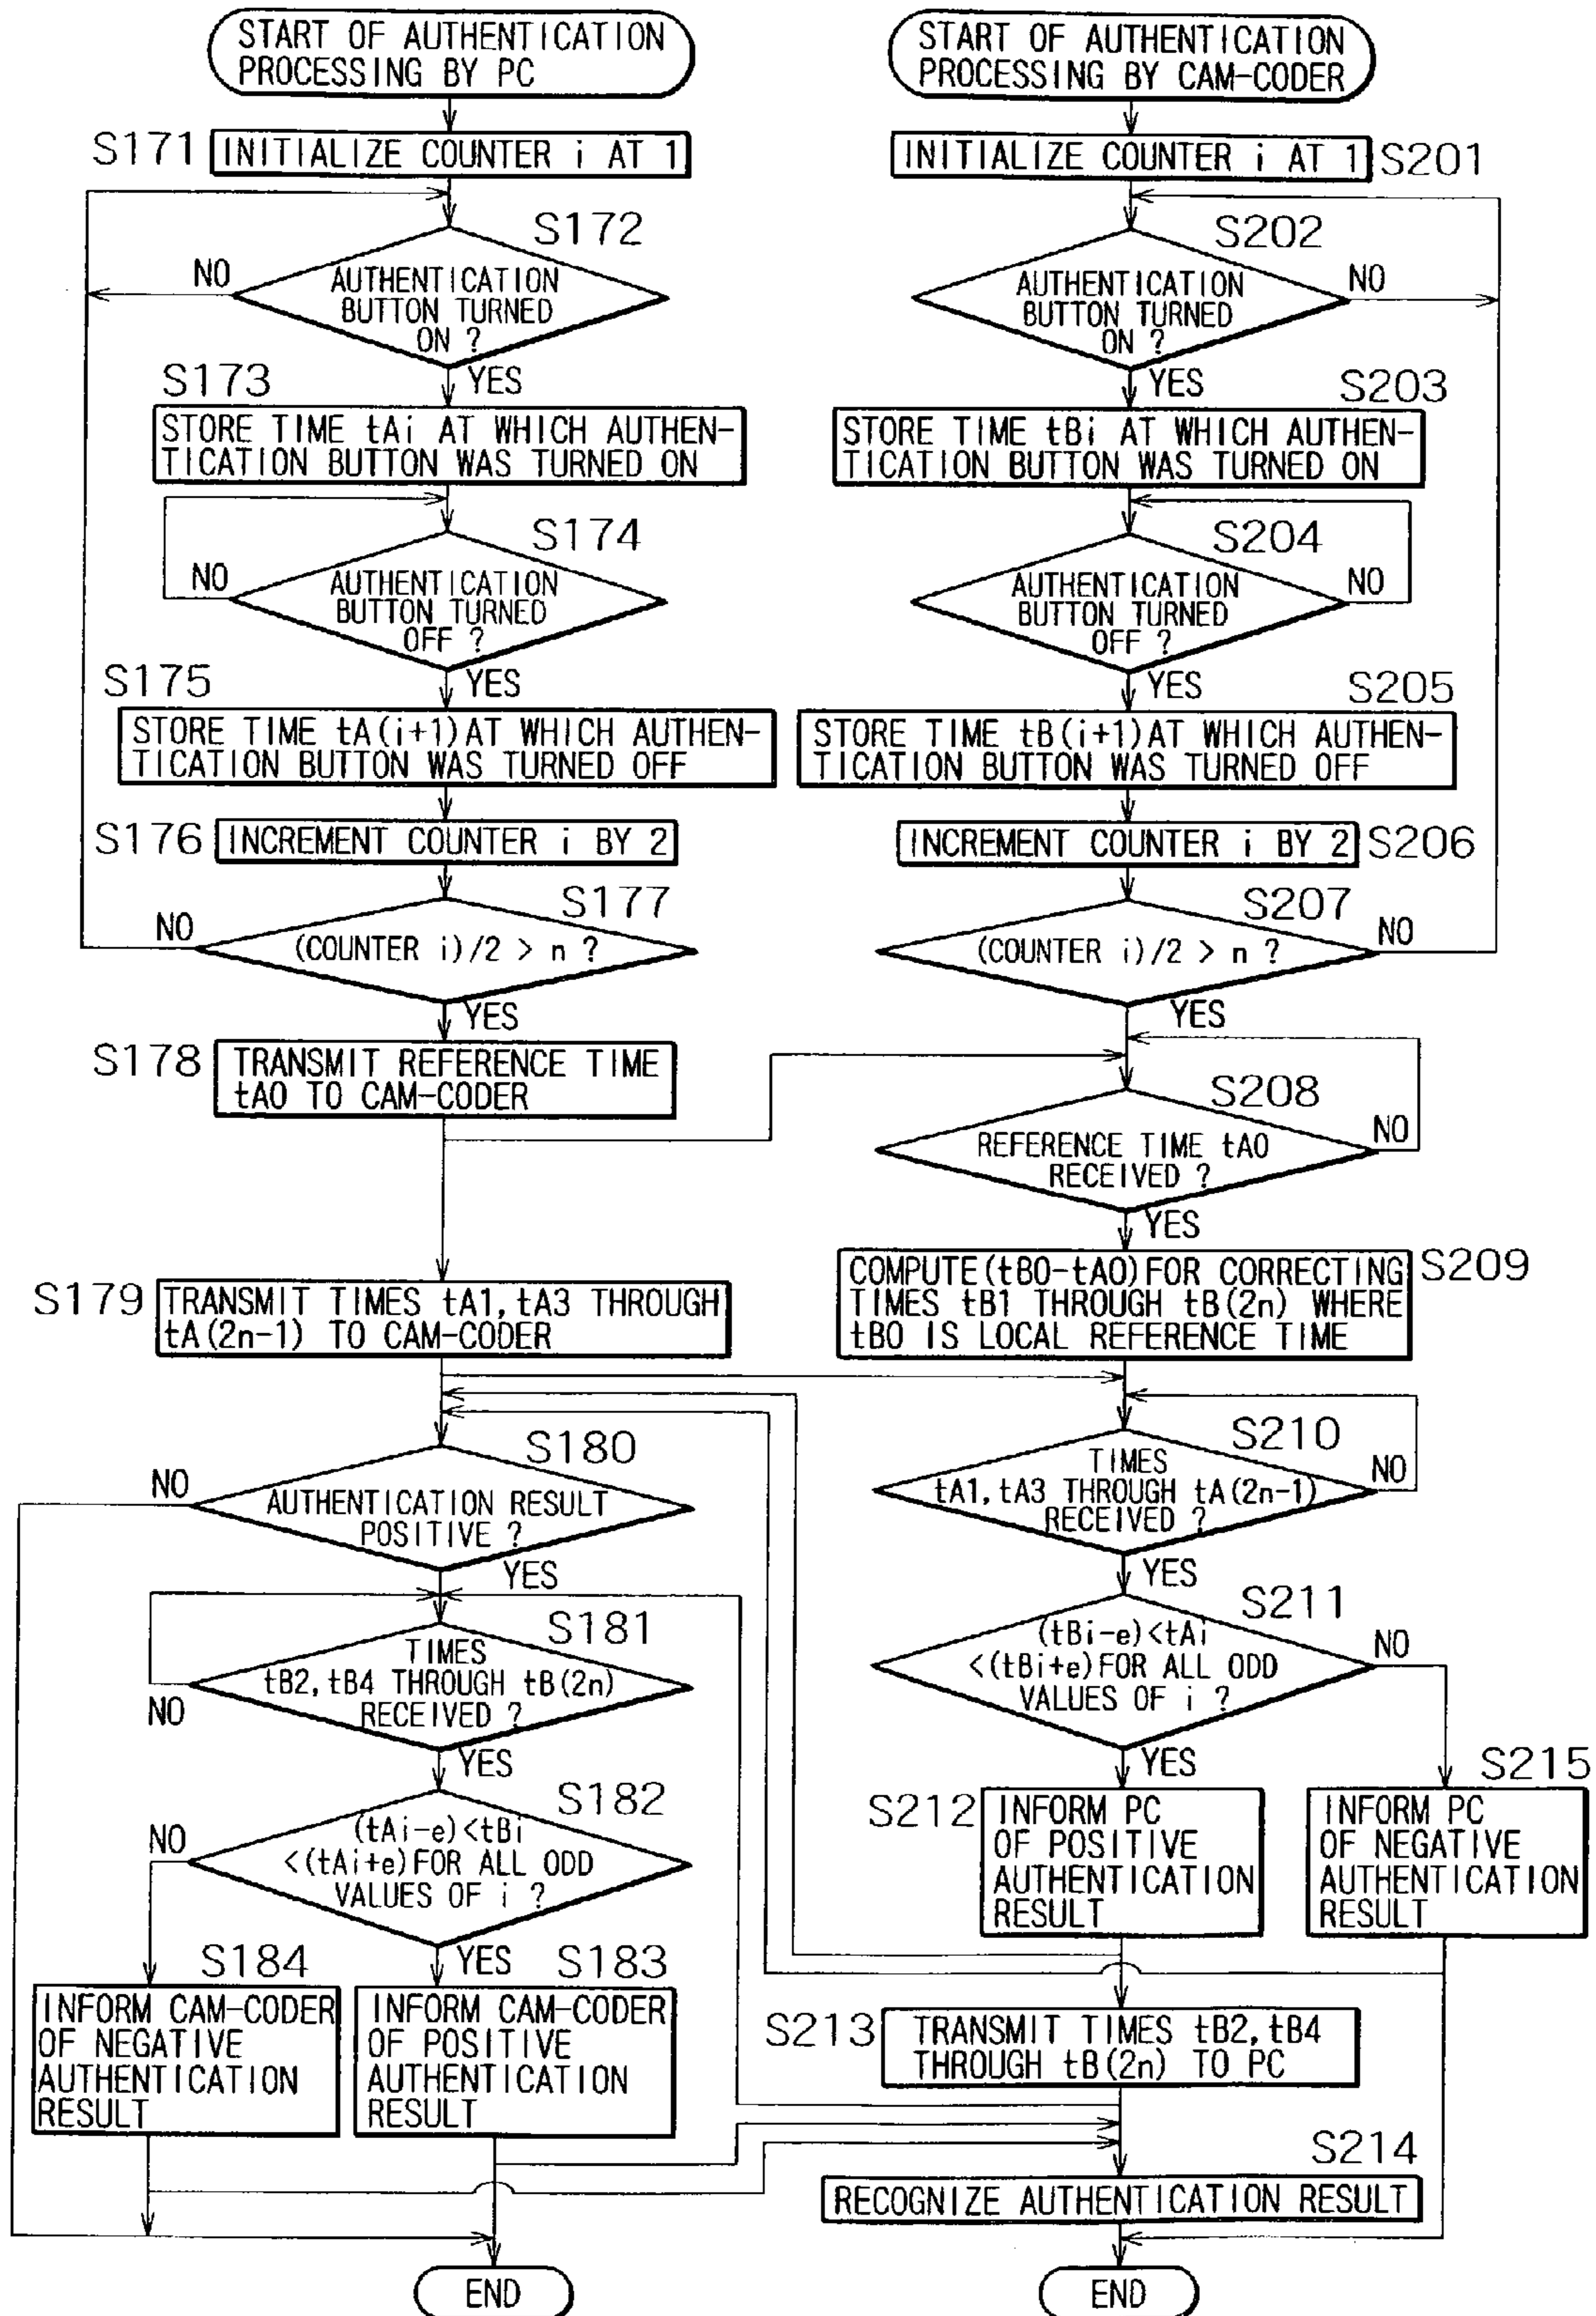 START OF AUTHENTICATION
PROCESSING BY PC
S171
INITIALIZE COUNTER i AT 1
S172
AUTHENTICATION
BUTTON TURNED
ON ?
NO
YES
S173
STORE TIME tAi AT WHICH AUTHEN-
TICATION BUTTON WAS TURNED ON
S174
AUTHENTICATION
BUTTON TURNED
OFF ?
NO
YES
S175
STORE TIME tA(i+1)AT WHICH AUTHEN-
TICATION BUTTON WAS TURNED OFF
S176
INCREMENT COUNTER i BY 2
S177
(COUNTER i)/2 > n ?
NO
YES
S178
TRANSMIT REFERENCE TIME
tA0 TO CAM-CODER
S179
TRANSMIT TIMES tA1,tA3 THROUGH
tA(2n-1) TO CAM-CODER
S180
AUTHENTICATION RESULT
POSITIVE ?
NO
YES
S181
TIMES
tB2,tB4 THROUGH tB(2n)
RECEIVED ?
NO
YES
S182
(tAi-e)<tBi
<(tAi+e)FOR ALL ODD
VALUES OF i ?
NO
YES
S184
INFORM CAM-CODER
OF NEGATIVE
AUTHENTICATION
RESULT
S183
INFORM CAM-CODER
OF POSITIVE
AUTHENTICATION
RESULT
END
START OF AUTHENTICATION
PROCESSING BY CAM-CODER
INITIALIZE COUNTER i AT 1
S201
S202
AUTHENTICATION
BUTTON TURNED
ON ?
NO
YES
S203
STORE TIME tBi AT WHICH AUTHEN-
TICATION BUTTON WAS TURNED ON
S204
AUTHENTICATION
BUTTON TURNED
OFF ?
NO
YES
S205
STORE TIME tB(i+1)AT WHICH AUTHEN-
TICATION BUTTON WAS TURNED OFF
INCREMENT COUNTER i BY 2
S206
S207
(COUNTER i)/2 > n ?
NO
YES
S208
REFERENCE TIME tA0
RECEIVED ?
NO
YES
S209
COMPUTE(tB0-tA0)FOR CORRECTING
TIMES tB1 THROUGH tB(2n) WHERE
tB0 IS LOCAL REFERENCE TIME
S210
TIMES
tA1,tA3 THROUGH tA(2n-1)
RECEIVED ?
NO
YES
S211
(tBi-e)<tAi
<(tBi+e)FOR ALL ODD
VALUES OF i ?
NO
YES
S212
INFORM PC
OF POSITIVE
AUTHENTICATION
RESULT
S215
INFORM PC
OF NEGATIVE
AUTHENTICATION
RESULT
S213
TRANSMIT TIMES tB2,tB4
THROUGH tB(2n) TO PC
S214
RECOGNIZE AUTHENTICATION RESULT
END